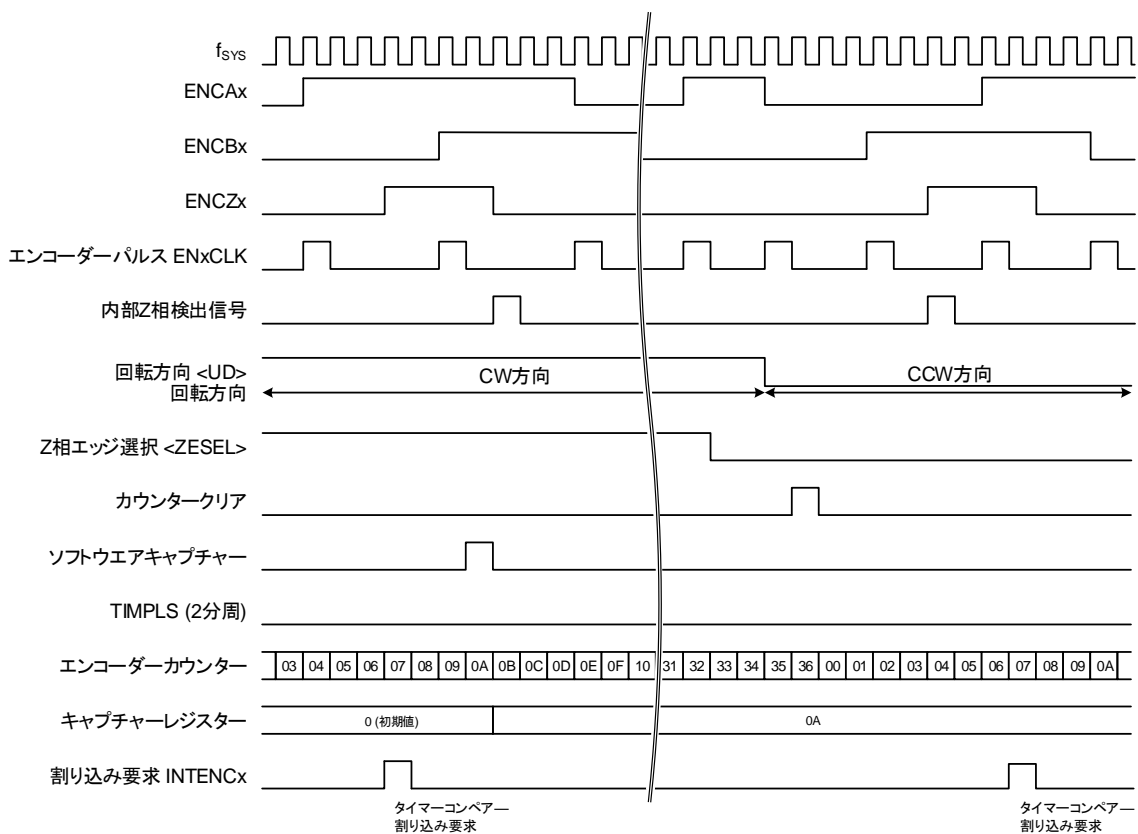 fSYS
ENCAx
ENCBx
ENCZx
エンコーダーパルス ENxCLK
内部Z相検出信号
回転方向 <UD>
回転方向
CW方向
CCW方向
Z相エッジ選択 <ZESEL>
カウンタークリア
ソフトウエアキャプチャー
TIMPLS (2分周)
エンコーダーカウンター
03 04 05 06 07 08 09 0A 0B 0C 0D 0E 0F 10 31 32 33 34 35 36 00 01 02 03 04 05 06 07 08 09 0A
キャプチャーレジスター
0 (初期値)
0A
割り込み要求 INTENCx
タイマーコンペアー
割り込み要求
タイマーコンペアー
割り込み要求